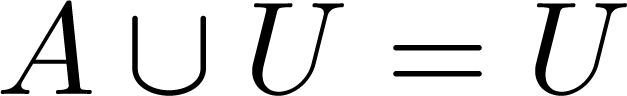 A ∪ U = U